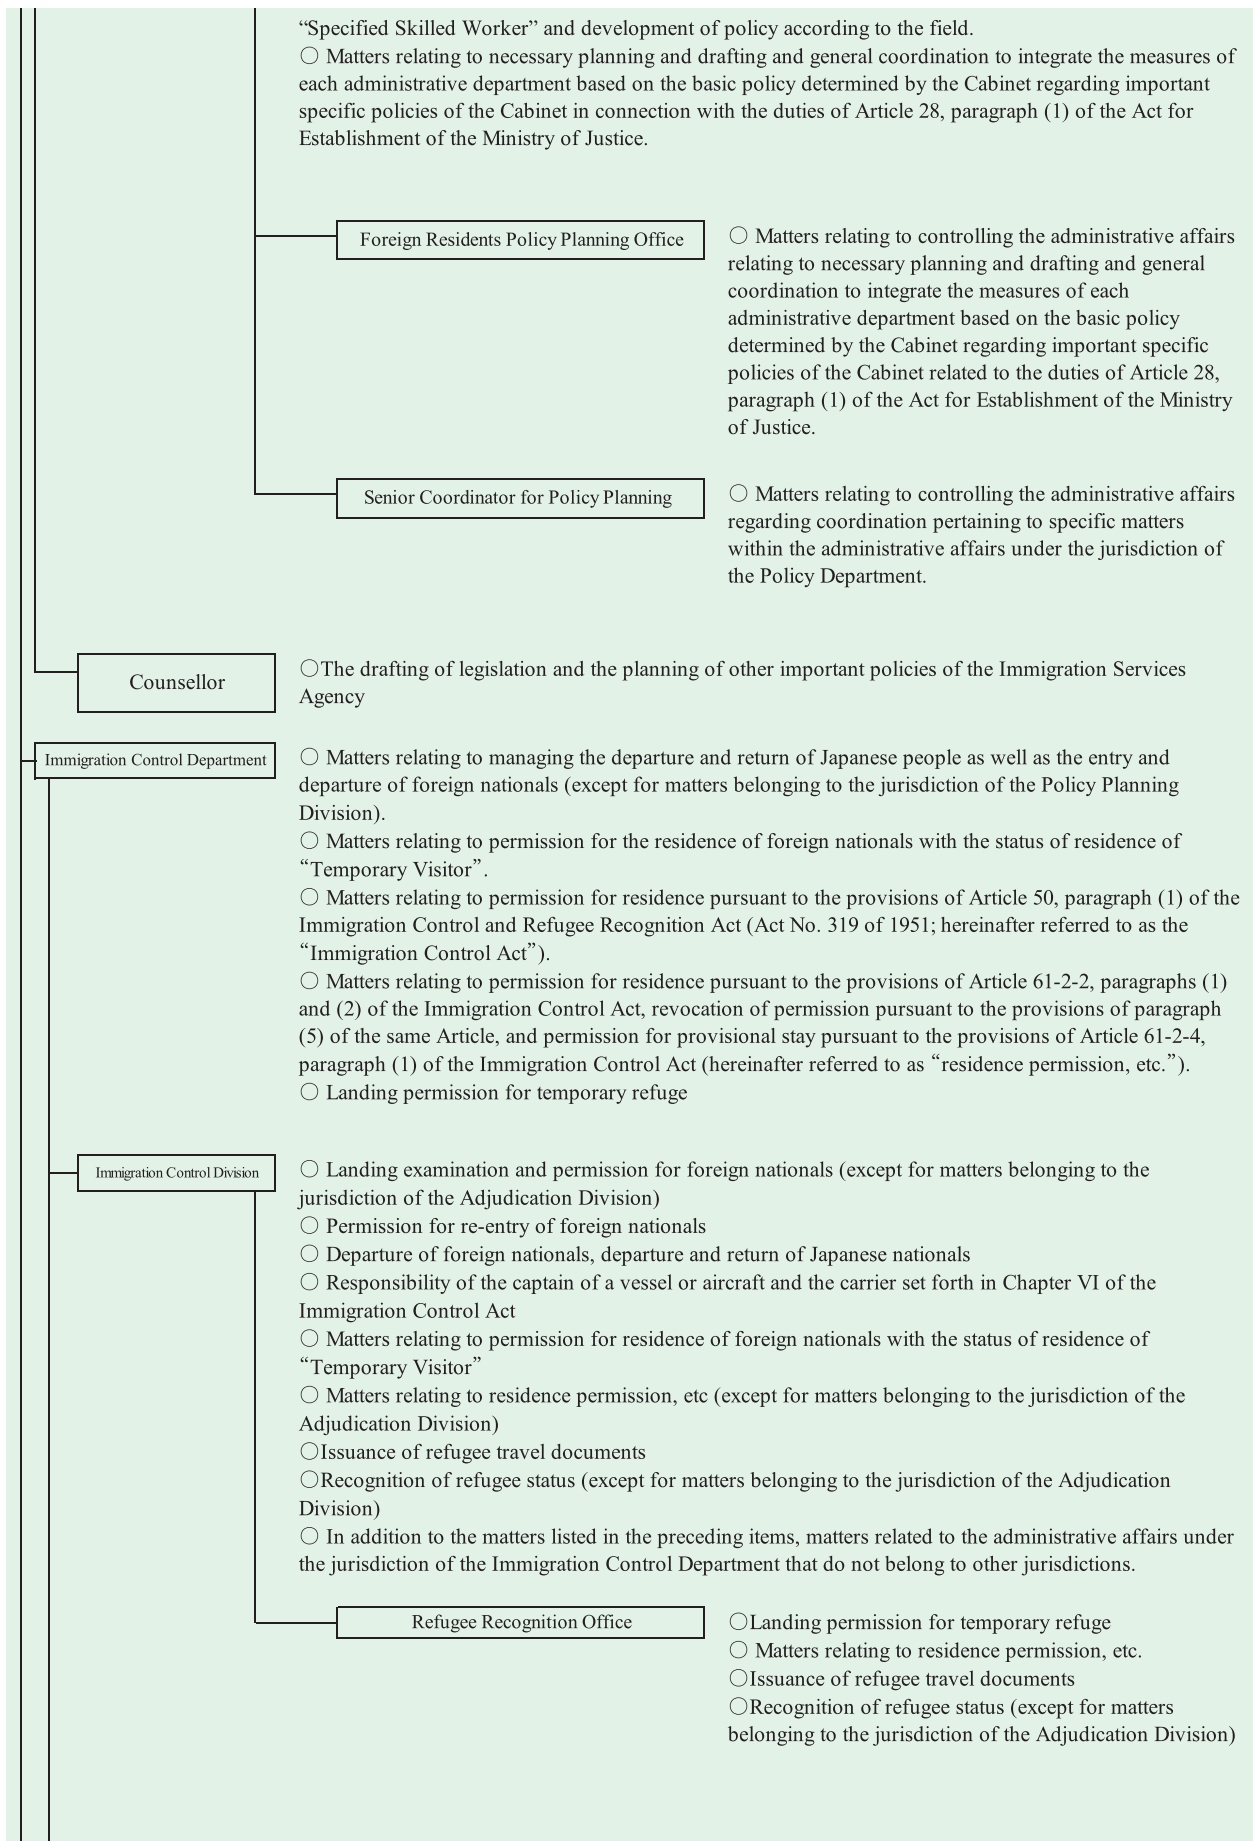 “Specified Skilled Worker” and development of policy according to the field.
○ Matters relating to necessary planning and drafting and general coordination to integrate the measures of
each administrative department based on the basic policy determined by the Cabinet regarding important
specific policies of the Cabinet in connection with the duties of Article 28, paragraph (1) of the Act for
Establishment of the Ministry of Justice.
Foreign Residents Policy Planning Office
○ Matters relating to controlling the administrative affairs
relating to necessary planning and drafting and general
coordination to integrate the measures of each
administrative department based on the basic policy
determined by the Cabinet regarding important specific
policies of the Cabinet related to the duties of Article 28,
paragraph (1) of the Act for Establishment of the Ministry
of Justice.
Senior Coordinator for Policy Planning
○ Matters relating to controlling the administrative affairs
regarding coordination pertaining to specific matters
within the administrative affairs under the jurisdiction of
the Policy Department.
Counsellor
○The drafting of legislation and the planning of other important policies of the Immigration Services
Agency
Immigration Control Department
○ Matters relating to managing the departure and return of Japanese people as well as the entry and
departure of foreign nationals (except for matters belonging to the jurisdiction of the Policy Planning
Division).
○ Matters relating to permission for the residence of foreign nationals with the status of residence of
“Temporary Visitor”.
○ Matters relating to permission for residence pursuant to the provisions of Article 50, paragraph (1) of the
Immigration Control and Refugee Recognition Act (Act No. 319 of 1951; hereinafter referred to as the
“Immigration Control Act”).
○ Matters relating to permission for residence pursuant to the provisions of Article 61-2-2, paragraphs (1)
and (2) of the Immigration Control Act, revocation of permission pursuant to the provisions of paragraph
(5) of the same Article, and permission for provisional stay pursuant to the provisions of Article 61-2-4,
paragraph (1) of the Immigration Control Act (hereinafter referred to as “residence permission, etc.”).
○ Landing permission for temporary refuge
Immigration Control Division
○ Landing examination and permission for foreign nationals (except for matters belonging to the
jurisdiction of the Adjudication Division)
○ Permission for re-entry of foreign nationals
○ Departure of foreign nationals, departure and return of Japanese nationals
○ Responsibility of the captain of a vessel or aircraft and the carrier set forth in Chapter VI of the
Immigration Control Act
○ Matters relating to permission for residence of foreign nationals with the status of residence of
“Temporary Visitor”
○ Matters relating to residence permission, etc (except for matters belonging to the jurisdiction of the
Adjudication Division)
○Issuance of refugee travel documents
○Recognition of refugee status (except for matters belonging to the jurisdiction of the Adjudication
Division)
○ In addition to the matters listed in the preceding items, matters related to the administrative affairs under
the jurisdiction of the Immigration Control Department that do not belong to other jurisdictions.
Refugee Recognition Office
○Landing permission for temporary refuge
○ Matters relating to residence permission, etc.
○Issuance of refugee travel documents
○Recognition of refugee status (except for matters
belonging to the jurisdiction of the Adjudication Division)